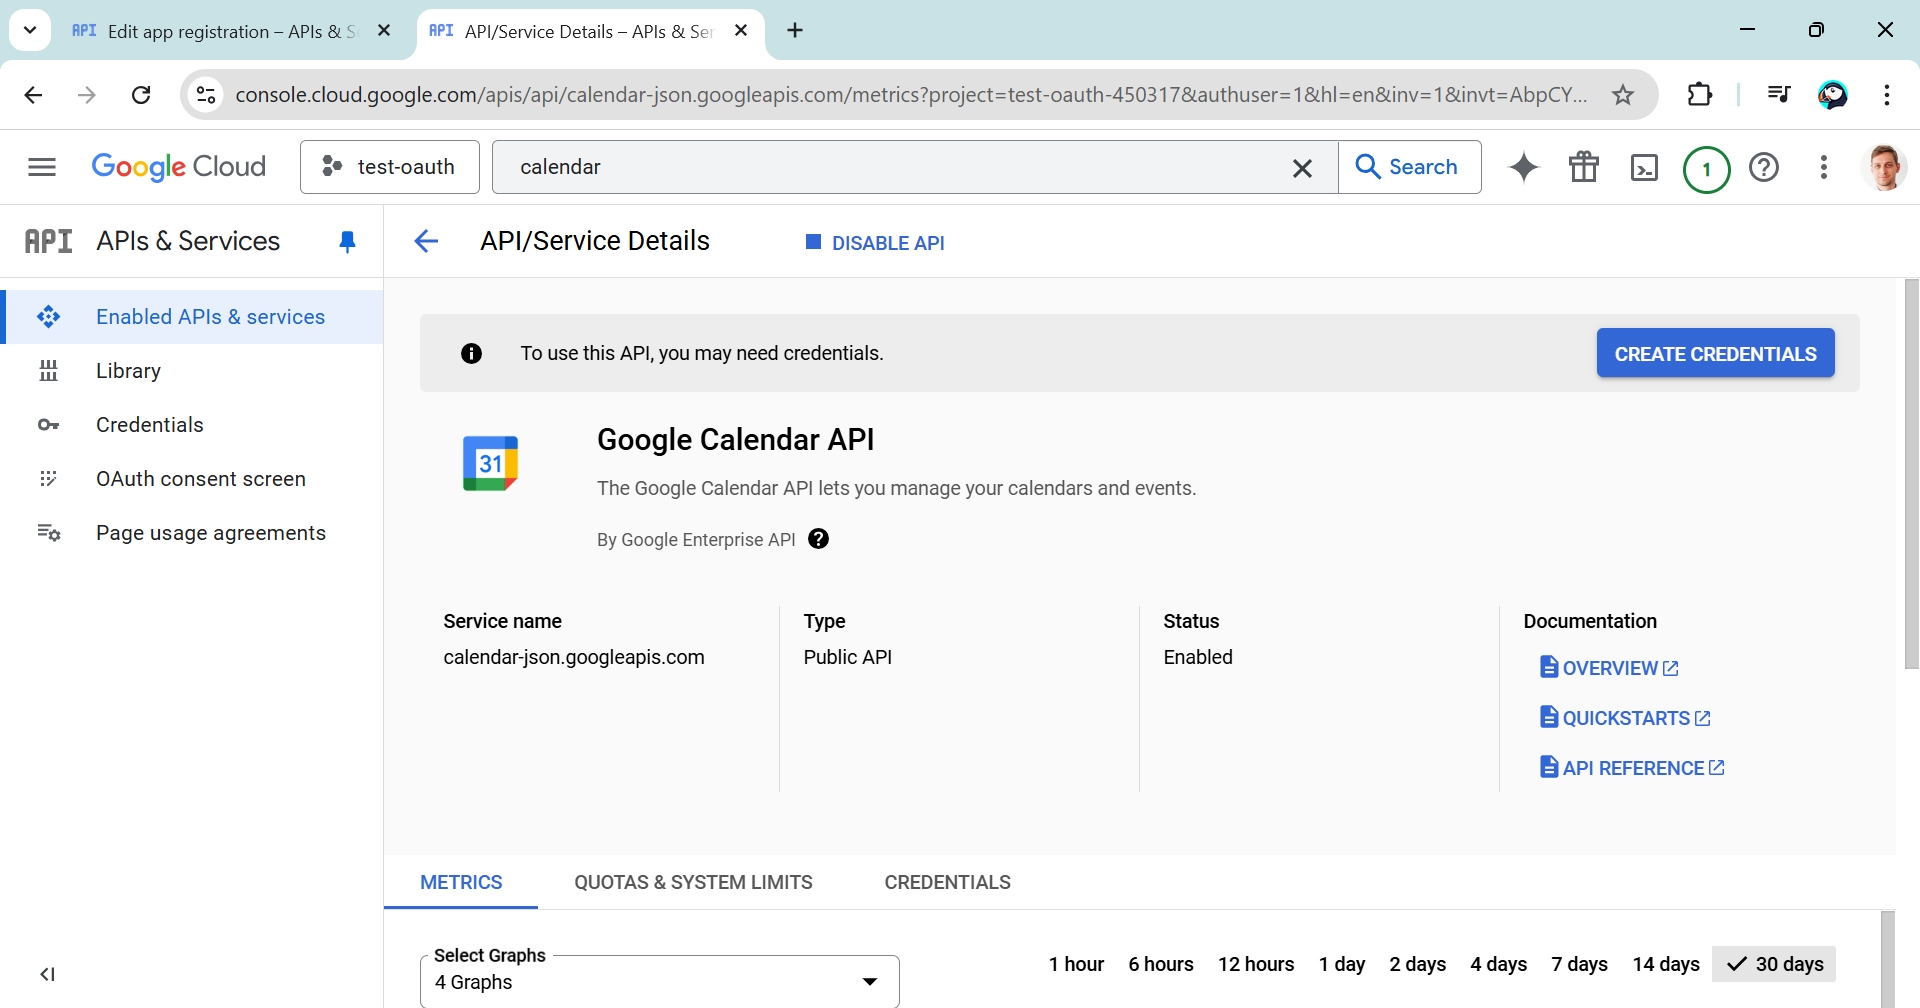 API Edit app registration – APIs & S
API API/Service Details – APIs & Ser
console.cloud.google.com/apis/api/calendar-json.googleapis.com/metrics?project=test-oauth-450317&authuser=1&hl=en&inv=1&invt=AbpCY...
Google Cloud
test-oauth
calendar
Search
1
API APIs & Services
API/Service Details
DISABLE API
Enabled APIs & services
Library
Credentials
OAuth consent screen
Page usage agreements
To use this API, you may need credentials.
CREATE CREDENTIALS
31
Google Calendar API
The Google Calendar API lets you manage your calendars and events.
By Google Enterprise API
Service name
calendar-json.googleapis.com
Type
Public API
Status
Enabled
Documentation
OVERVIEW
QUICKSTARTS
API REFERENCE
METRICS
QUOTAS & SYSTEM LIMITS
CREDENTIALS
Select Graphs
4 Graphs
1 hour
6 hours
12 hours
1 day
2 days
4 days
7 days
14 days
30 days